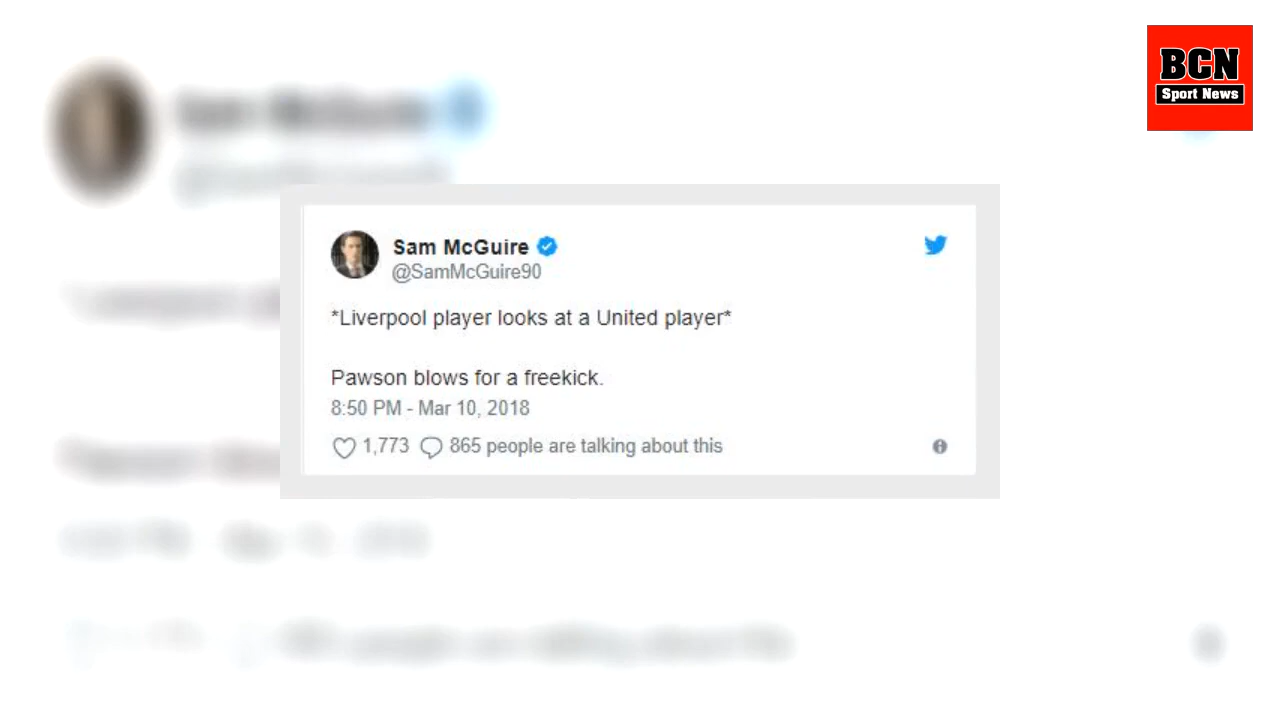 BCN
Sport News
Sam McGuire
@SamMcGuire90
*Liverpool player looks at a United player*
Pawson blows for a freekick.
8:50 PM - Mar 10, 2018
1,773 865 people are talking about this